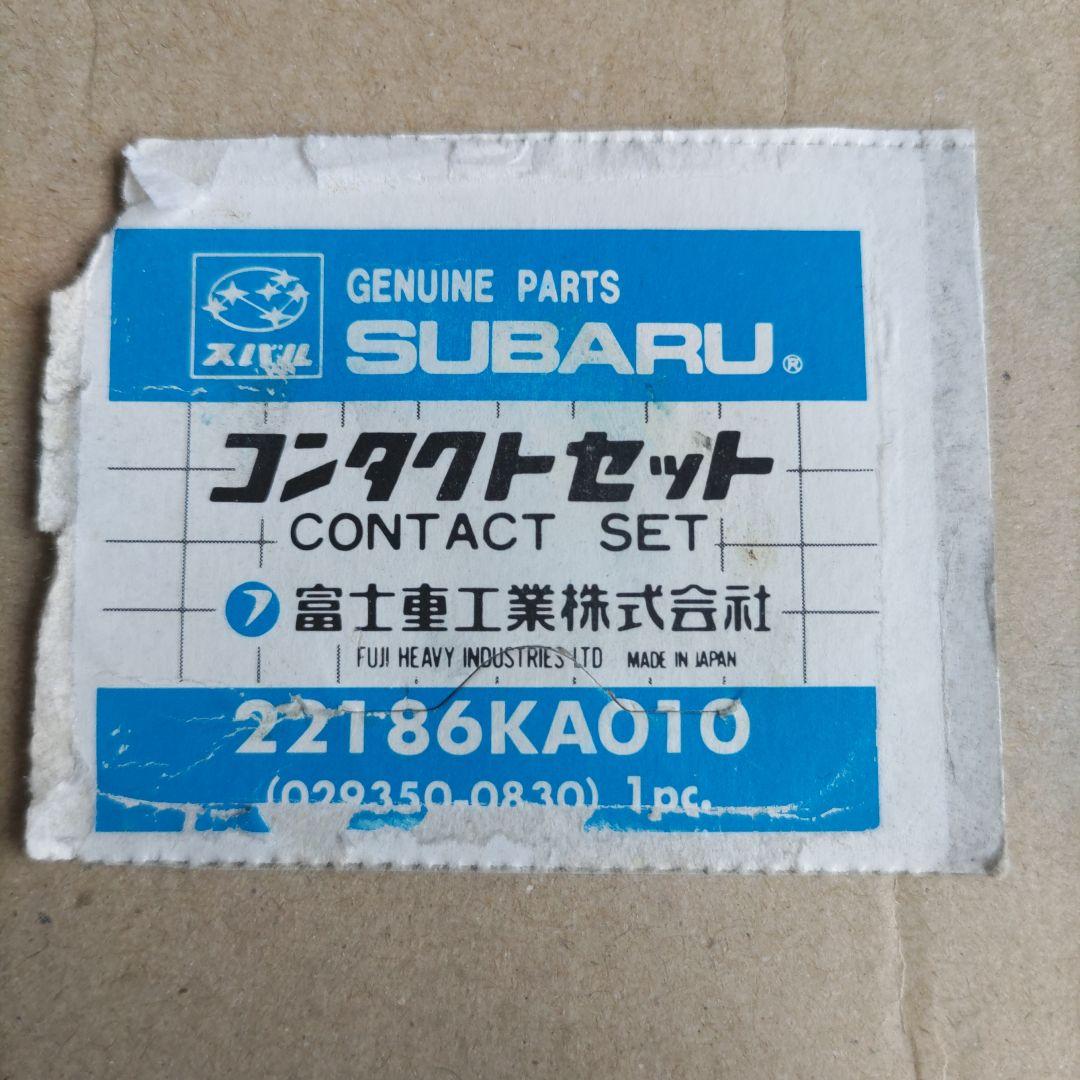 GENUINE PARTS
スバル SUBARU®
コンタクトセット
CONTACT SET
フ 富士重工業株式会社
FUJI HEAVY INDUSTRIES LTD MADE IN JAPAN
22186KA010
(029350-0830) 1pc.